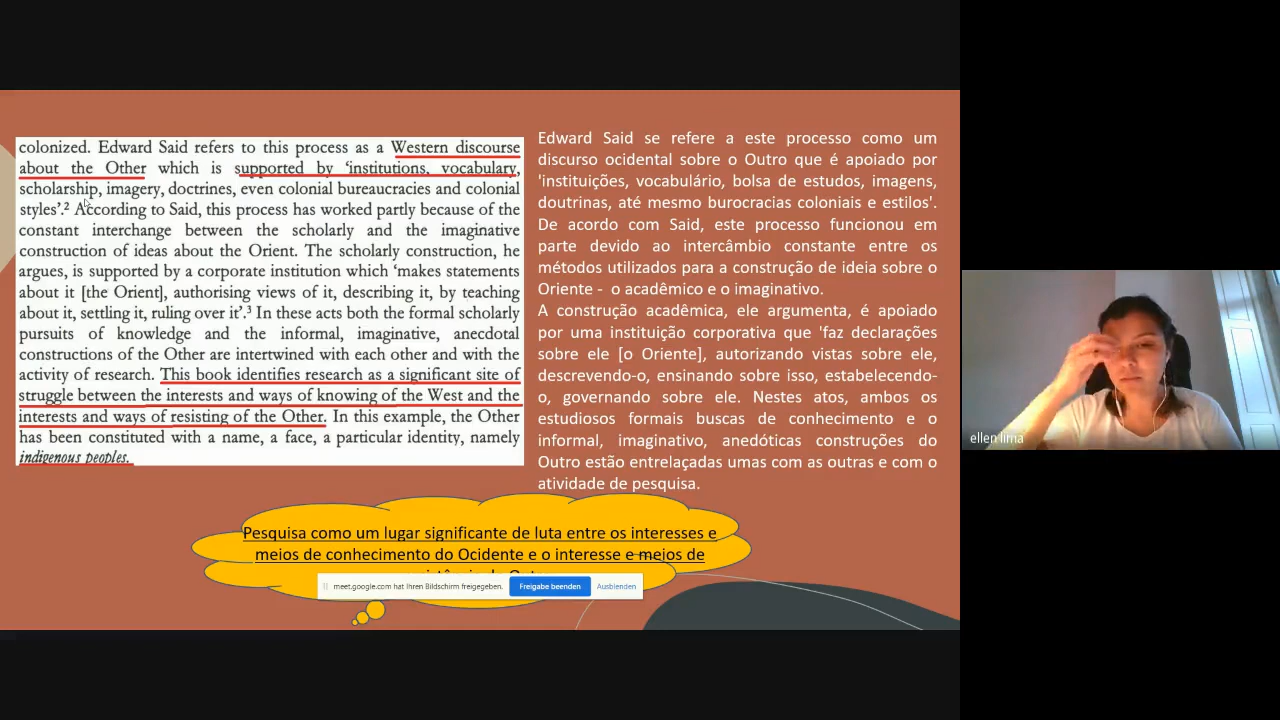 colonized. Edward Said refers to this process as a Western discourse
about the Other which is supported by ‘institutions, vocabulary,
scholarship, imagery, doctrines, even colonial bureaucracies and colonial
styles’.² According to Said, this process has worked partly because of the
constant interchange between the scholarly and the imaginative
construction of ideas about the Orient. The scholarly construction, he
argues, is supported by a corporate institution which ‘makes statements
about it [the Orient], authorising views of it, describing it, by teaching
about it, settling it, ruling over it’.³ In these acts both the formal scholarly
pursuits of knowledge and the informal, imaginative, anecdotal
constructions of the Other are intertwined with each other and with the
activity of research. This book identifies research as a significant site of
struggle between the interests and ways of knowing of the West and the
interests and ways of resisting of the Other. In this example, the Other
has been constituted with a name, a face, a particular identity, namely
indigenous peoples.
Edward Said se refere a este processo como um
discurso ocidental sobre o Outro que é apoiado por
'instituições, vocabulário, bolsa de estudos, imagens,
doutrinas, até mesmo burocracias coloniais e estilos'.
De acordo com Said, este processo funcionou em
parte devido ao intercâmbio constante entre os
métodos utilizados para a construção de ideia sobre o
Oriente - o acadêmico e o imaginativo.
A construção acadêmica, ele argumenta, é apoiado
por uma instituição corporativa que 'faz declarações
sobre ele [o Oriente], autorizando vistas sobre ele,
descrevendo-o, ensinando sobre isso, estabelecendo-
o, governando sobre ele. Nestes atos, ambos os
estudiosos formais buscas de conhecimento e o
informal, imaginativo, anedóticas construções do
Outro estão entrelaçadas umas com as outras e com o
atividade de pesquisa.
Pesquisa como um lugar significante de luta entre os interesses e
meios de conhecimento do Ocidente e o interesse e meios de
meet.google.com hat Ihren Bildschirm freigegeben. Freigabe beenden Ausblenden
ellen lima